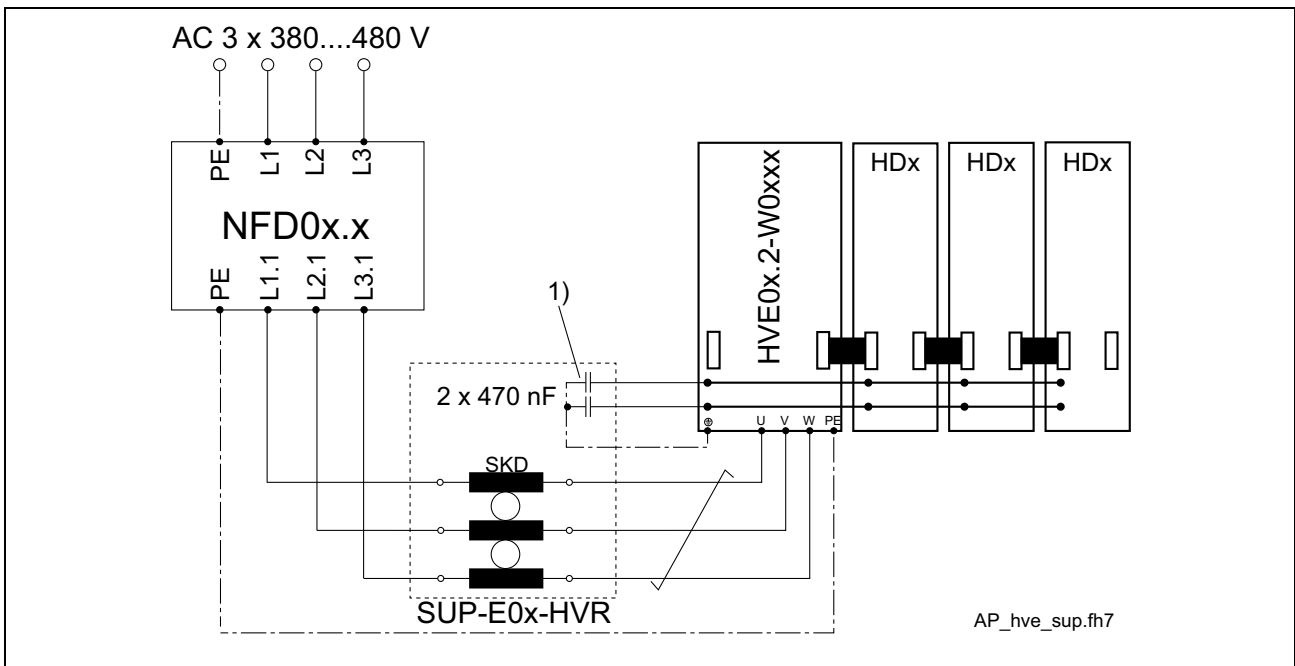 AC 3 x 380....480 V
PE L1 L2 L3
NFD0x.x
PE L1.1 L2.1 L3.1
HVE0x.2-W0xxx
HDx HDx HDx
1)
2 x 470 nF
U V W PE
SKD
SUP-E0x-HVR
AP_hve_sup.fh7